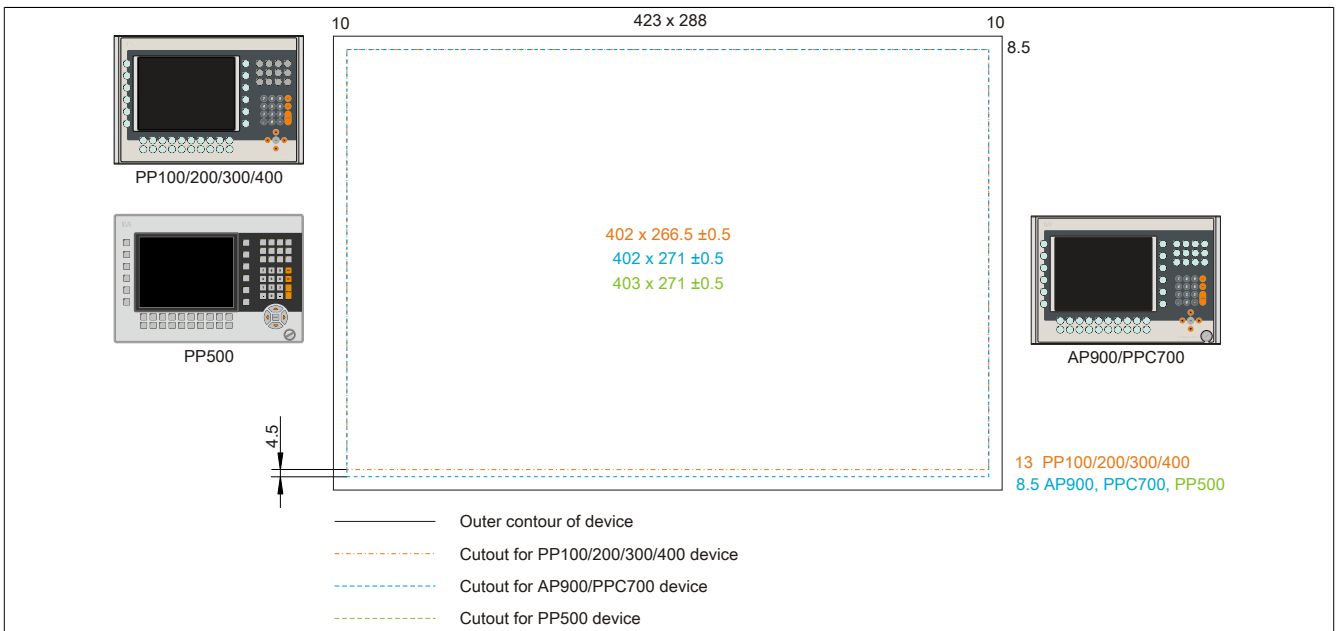 10 423 x 288 10
8.5
PP100/200/300/400
402 x 266.5 ±0.5
402 x 271 ±0.5
403 x 271 ±0.5
PP500
AP900/PPC700
4.5
13 PP100/200/300/400
8.5 AP900, PPC700, PP500
Outer contour of device
Cutout for PP100/200/300/400 device
Cutout for AP900/PPC700 device
Cutout for PP500 device